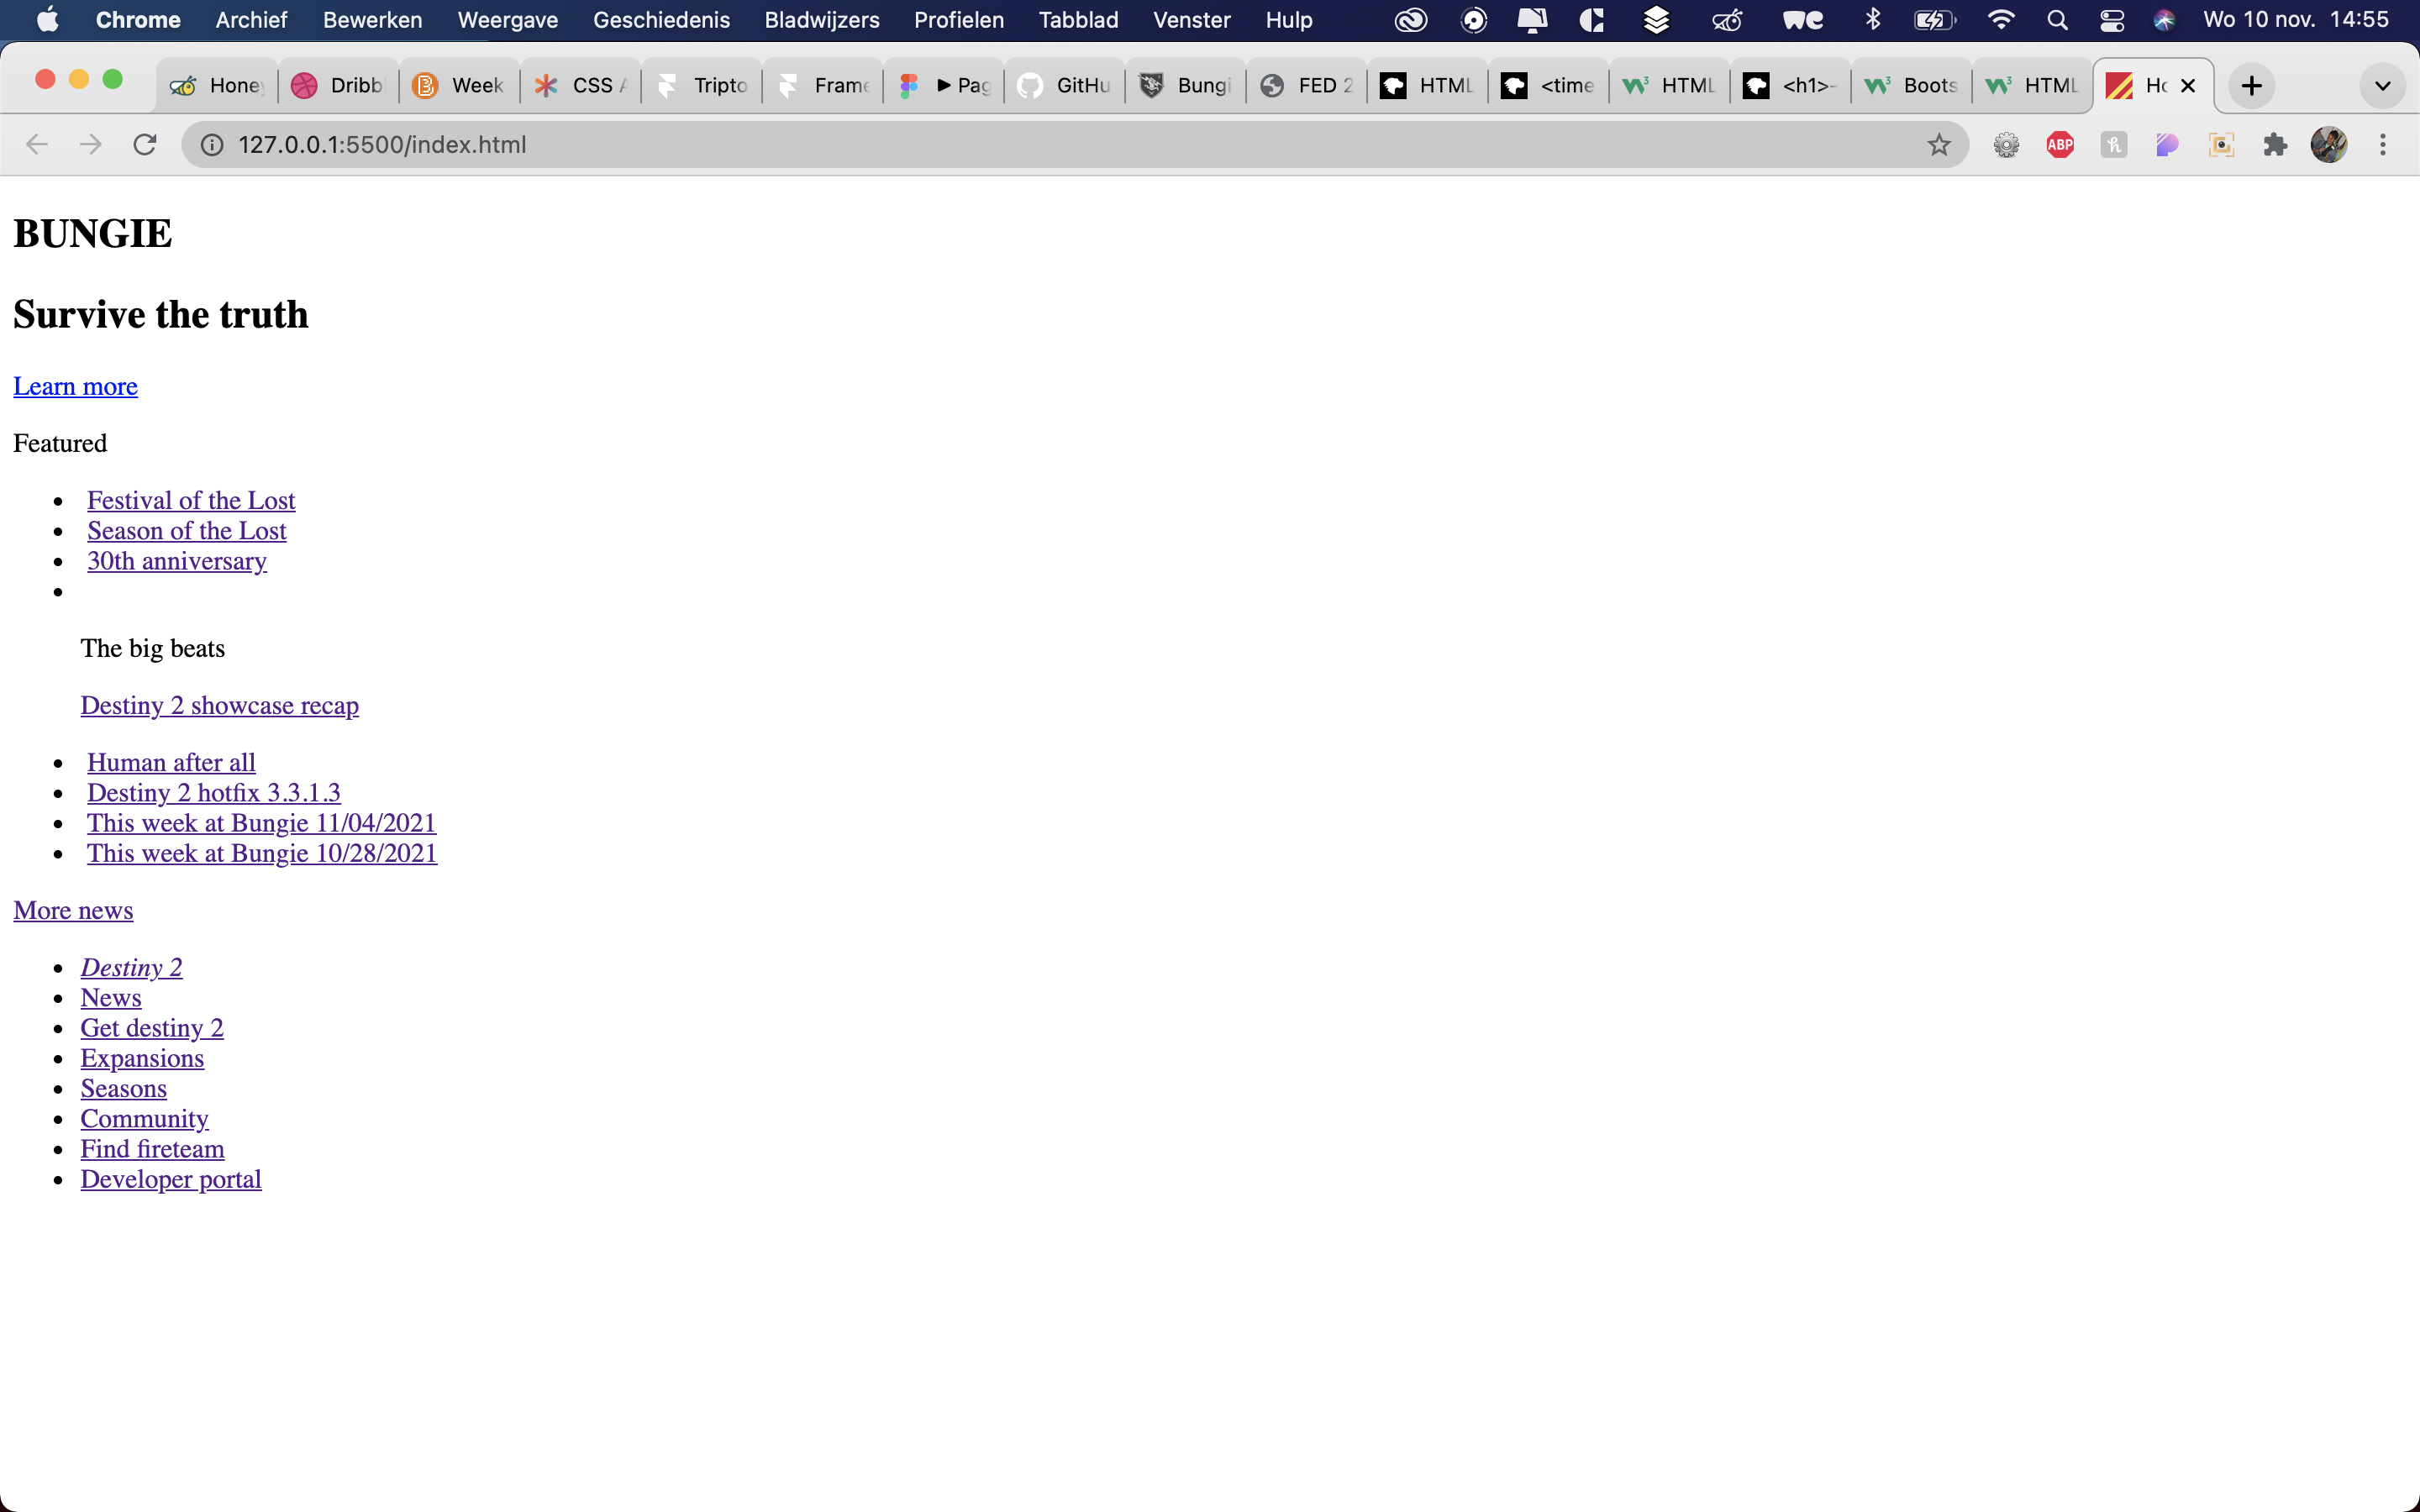 Chrome Archief Bewerken Weergave Geschiedenis Bladwijzers Profielen Tabblad Venster Hulp Wo 10 nov. 14:55
Honey Dribb Week CSS Tripto Frame ▶ Pag GitHu Bungi FED 2 HTML <time HTML <h1>- Boots HTML Ho
127.0.0.1:5500/index.html ABP
BUNGIE
Survive the truth
Learn more
Featured
Festival of the Lost
Season of the Lost
30th anniversary
The big beats
Destiny 2 showcase recap
Human after all
Destiny 2 hotfix 3.3.1.3
This week at Bungie 11/04/2021
This week at Bungie 10/28/2021
More news
Destiny 2
News
Get destiny 2
Expansions
Seasons
Community
Find fireteam
Developer portal